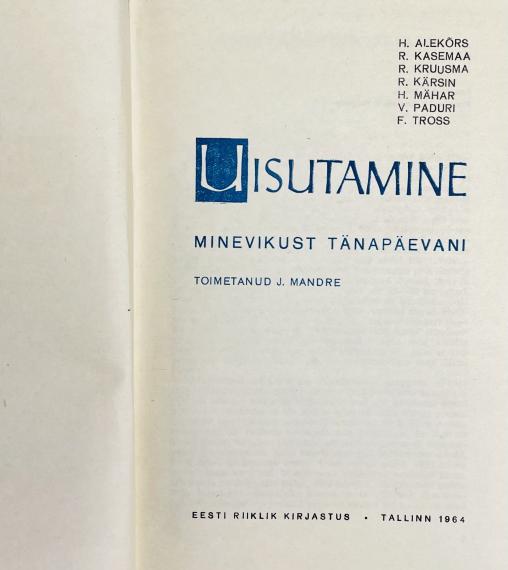 H. ALEKÕRS
R. KASEMAA
R. KRUUSMA
R. KÄRSIN
H. MÄHAR
V. PADURI
F. TROSS
UISUTAMINE
MINEVIKUST TÄNAPÄEVANI
TOIMETANUD J. MANDRE
EESTI RIIKLIK KIRJASTUS • TALLINN 1964